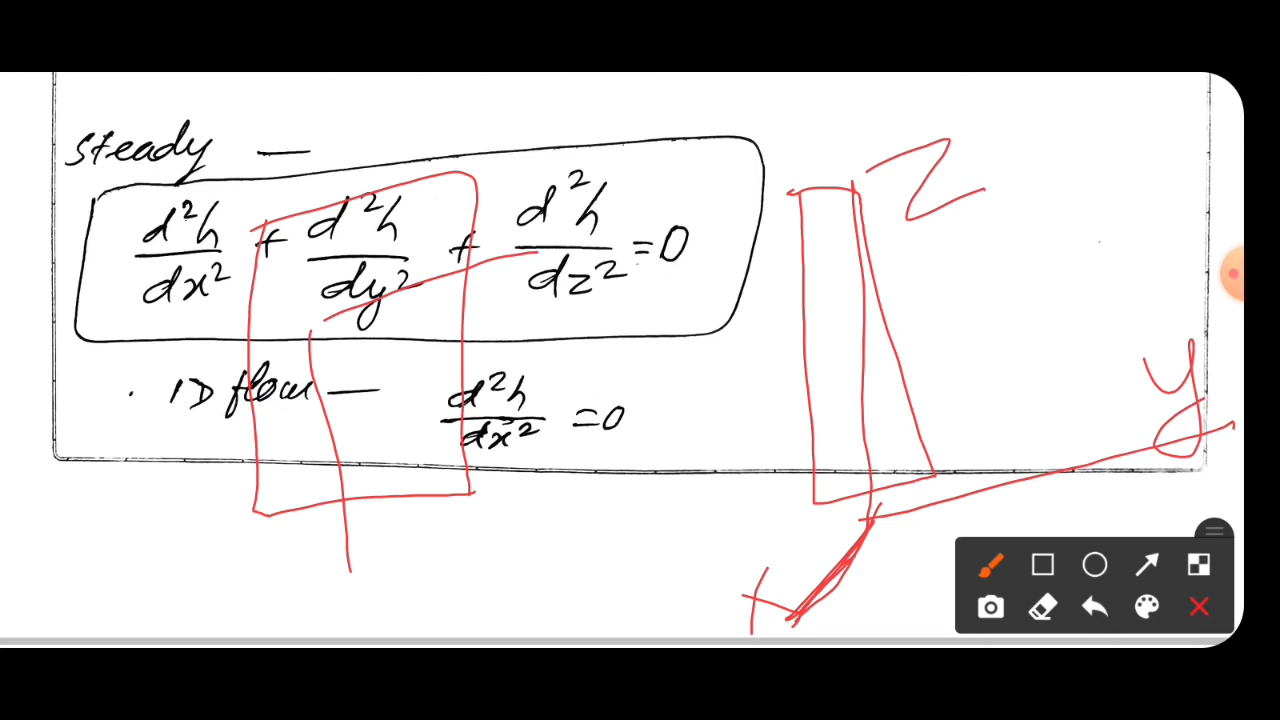 steady —
d²h/dx² + d²h/dy² + d²h/dz² = 0
. 1D flow — d²h/dx² = 0
Z
y
x